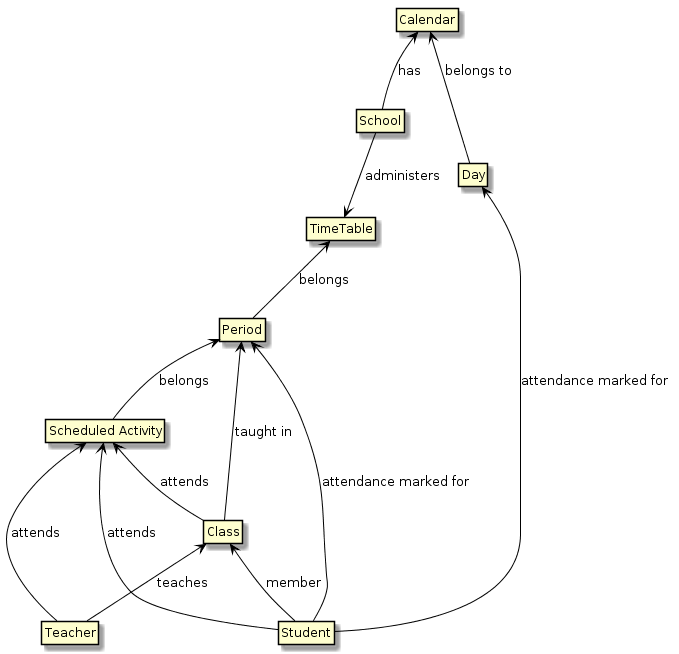 Calendar
has
belongs to
School
administers
Day
TimeTable
belongs
Period
belongs
attendance marked for
Scheduled Activity
taught in
attends
attendance marked for
Class
attends
attends
teaches
member
Teacher
Student